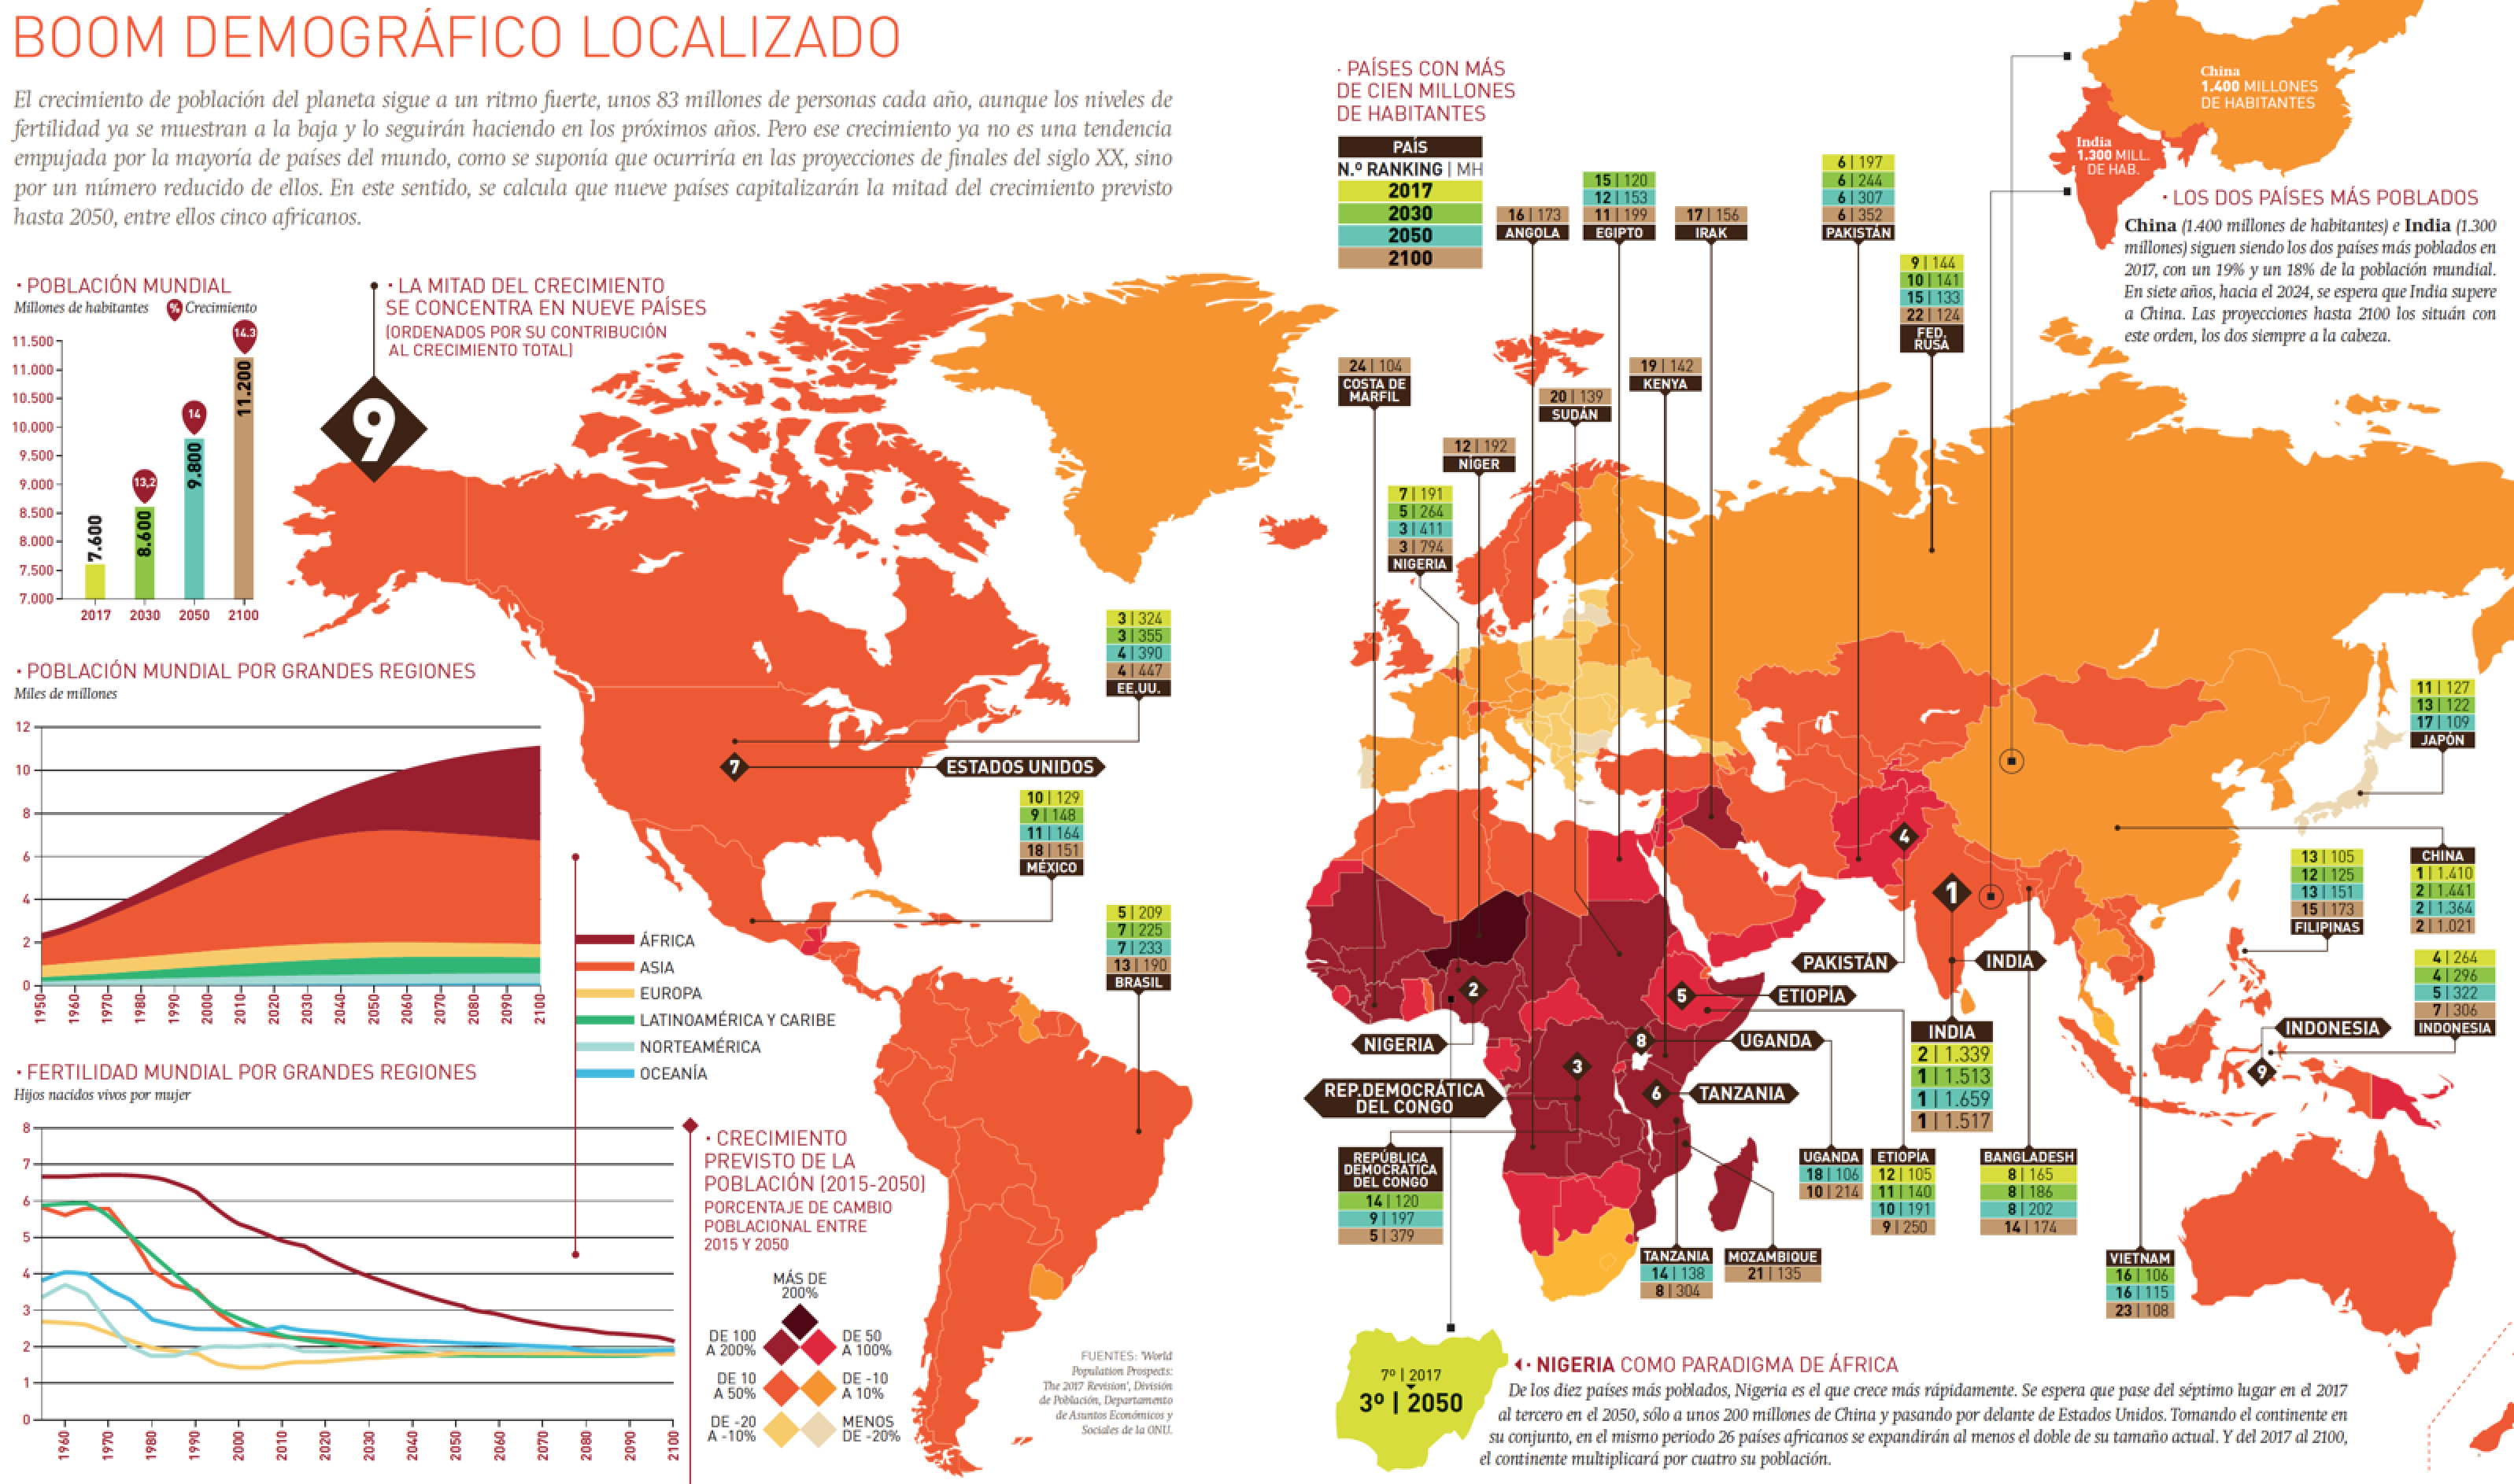 BOOM DEMOGRÁFICO LOCALIZADO
El crecimiento de población del planeta sigue a un ritmo fuerte, unos 83 millones de personas cada año, aunque los niveles de
fertilidad ya se muestran a la baja y lo seguirán haciendo en los próximos años. Pero ese crecimiento ya no es una tendencia
empujada por la mayoría de países del mundo, como se suponía que ocurriría en las proyecciones de finales del siglo XX, sino
por un número reducido de ellos. En este sentido, se calcula que nueve países capitalizarán la mitad del crecimiento previsto
hasta 2050, entre ellos cinco africanos.
· POBLACIÓN MUNDIAL
Millones de habitantes % Crecimiento
11.500
11.000
10.500
10.000
9.500
9.000
8.500
8.000
7.500
7.000
7.600
13,2
8.600
14
9.800
14.3
11.200
2017 2030 2050 2100
· LA MITAD DEL CRECIMIENTO
SE CONCENTRA EN NUEVE PAÍSES
(ORDENADOS POR SU CONTRIBUCIÓN
AL CRECIMIENTO TOTAL)
9
· POBLACIÓN MUNDIAL POR GRANDES REGIONES
Miles de millones
12
10
8
6
4
2
0
1950 1960 1970 1980 1990 2000 2010 2020 2030 2040 2050 2060 2070 2080 2090 2100
ÁFRICA
ASIA
EUROPA
LATINOAMÉRICA Y CARIBE
NORTEAMÉRICA
OCEANÍA
· FERTILIDAD MUNDIAL POR GRANDES REGIONES
Hijos nacidos vivos por mujer
8
7
6
5
4
3
2
1
0
1960 1970 1980 1990 2000 2010 2020 2030 2040 2050 2060 2070 2080 2090 2100
· CRECIMIENTO
PREVISTO DE LA
POBLACIÓN (2015-2050)
PORCENTAJE DE CAMBIO
POBLACIONAL ENTRE
2015 Y 2050
MÁS DE
200%
DE 100
A 200%
DE 50
A 100%
DE 10
A 50%
DE -10
A 10%
DE -20
A -10%
MENOS
DE -20%
FUENTES: 'World
Population Prospects:
The 2017 Revision', División
de Población, Departamento
de Asuntos Económicos y
Sociales de la ONU.
3 | 324
3 | 355
4 | 390
4 | 447
EE.UU.
7
ESTADOS UNIDOS
10 | 129
9 | 148
11 | 164
18 | 151
MÉXICO
5 | 209
7 | 225
7 | 233
13 | 190
BRASIL
· PAÍSES CON MÁS
DE CIEN MILLONES
DE HABITANTES
PAÍS
N.º RANKING | MH
2017
2030
2050
2100
16 | 173
ANGOLA
15 | 120
12 | 153
11 | 199
EGIPTO
17 | 156
IRAK
6 | 197
6 | 244
6 | 307
6 | 352
PAKISTÁN
9 | 144
10 | 141
15 | 133
22 | 124
FED.
RUSA
24 | 104
COSTA DE
MARFIL
19 | 142
KENYA
20 | 139
SUDÁN
12 | 192
NÍGER
7 | 191
5 | 264
3 | 411
3 | 794
NIGERIA
China
1.400 MILLONES
DE HABITANTES
India
1.300 MILL.
DE HAB.
· LOS DOS PAÍSES MÁS POBLADOS
China (1.400 millones de habitantes) e India (1.300
millones) siguen siendo los dos países más poblados en
2017, con un 19% y un 18% de la población mundial.
En siete años, hacia el 2024, se espera que India supere
a China. Las proyecciones hasta 2100 los sitúán con
este orden, los dos siempre a la cabeza.
11 | 127
13 | 122
17 | 109
JAPÓN
13 | 105
12 | 125
13 | 151
15 | 173
FILIPINAS
CHINA
1 | 1.410
2 | 1.441
2 | 1.364
2 | 1.021
4 | 264
4 | 296
5 | 322
7 | 306
INDONESIA
4
1
PAKISTÁN
INDIA
2
5
ETIOPÍA
NIGERIA
8
UGANDA
3
REP.DEMOCRÁTICA
DEL CONGO
6
TANZANIA
INDONESIA
9
INDIA
2 | 1.339
1 | 1.513
1 | 1.659
1 | 1.517
REPÚBLICA
DEMOCRÁTICA
DEL CONGO
14 | 120
9 | 197
5 | 379
UGANDA
18 | 106
10 | 214
ETIOPÍA
12 | 105
11 | 140
10 | 191
9 | 250
BANGLADESH
8 | 165
8 | 186
8 | 202
14 | 174
TANZANIA
14 | 138
8 | 304
MOZAMBIQUE
21 | 135
VIETNAM
16 | 106
16 | 115
23 | 108
7º | 2017
3º | 2050
· NIGERIA COMO PARADIGMA DE ÁFRICA
De los diez países más poblados, Nigeria es el que crece más rápidamente. Se espera que pase del séptimo lugar en el 2017
al tercero en el 2050, sólo a unos 200 millones de China y pasando por delante de Estados Unidos. Tomando el continente en
su conjunto, en el mismo periodo 26 países africanos se expandirán al menos el doble de su tamaño actual. Y del 2017 al 2100,
el continente multiplicará por cuatro su población.